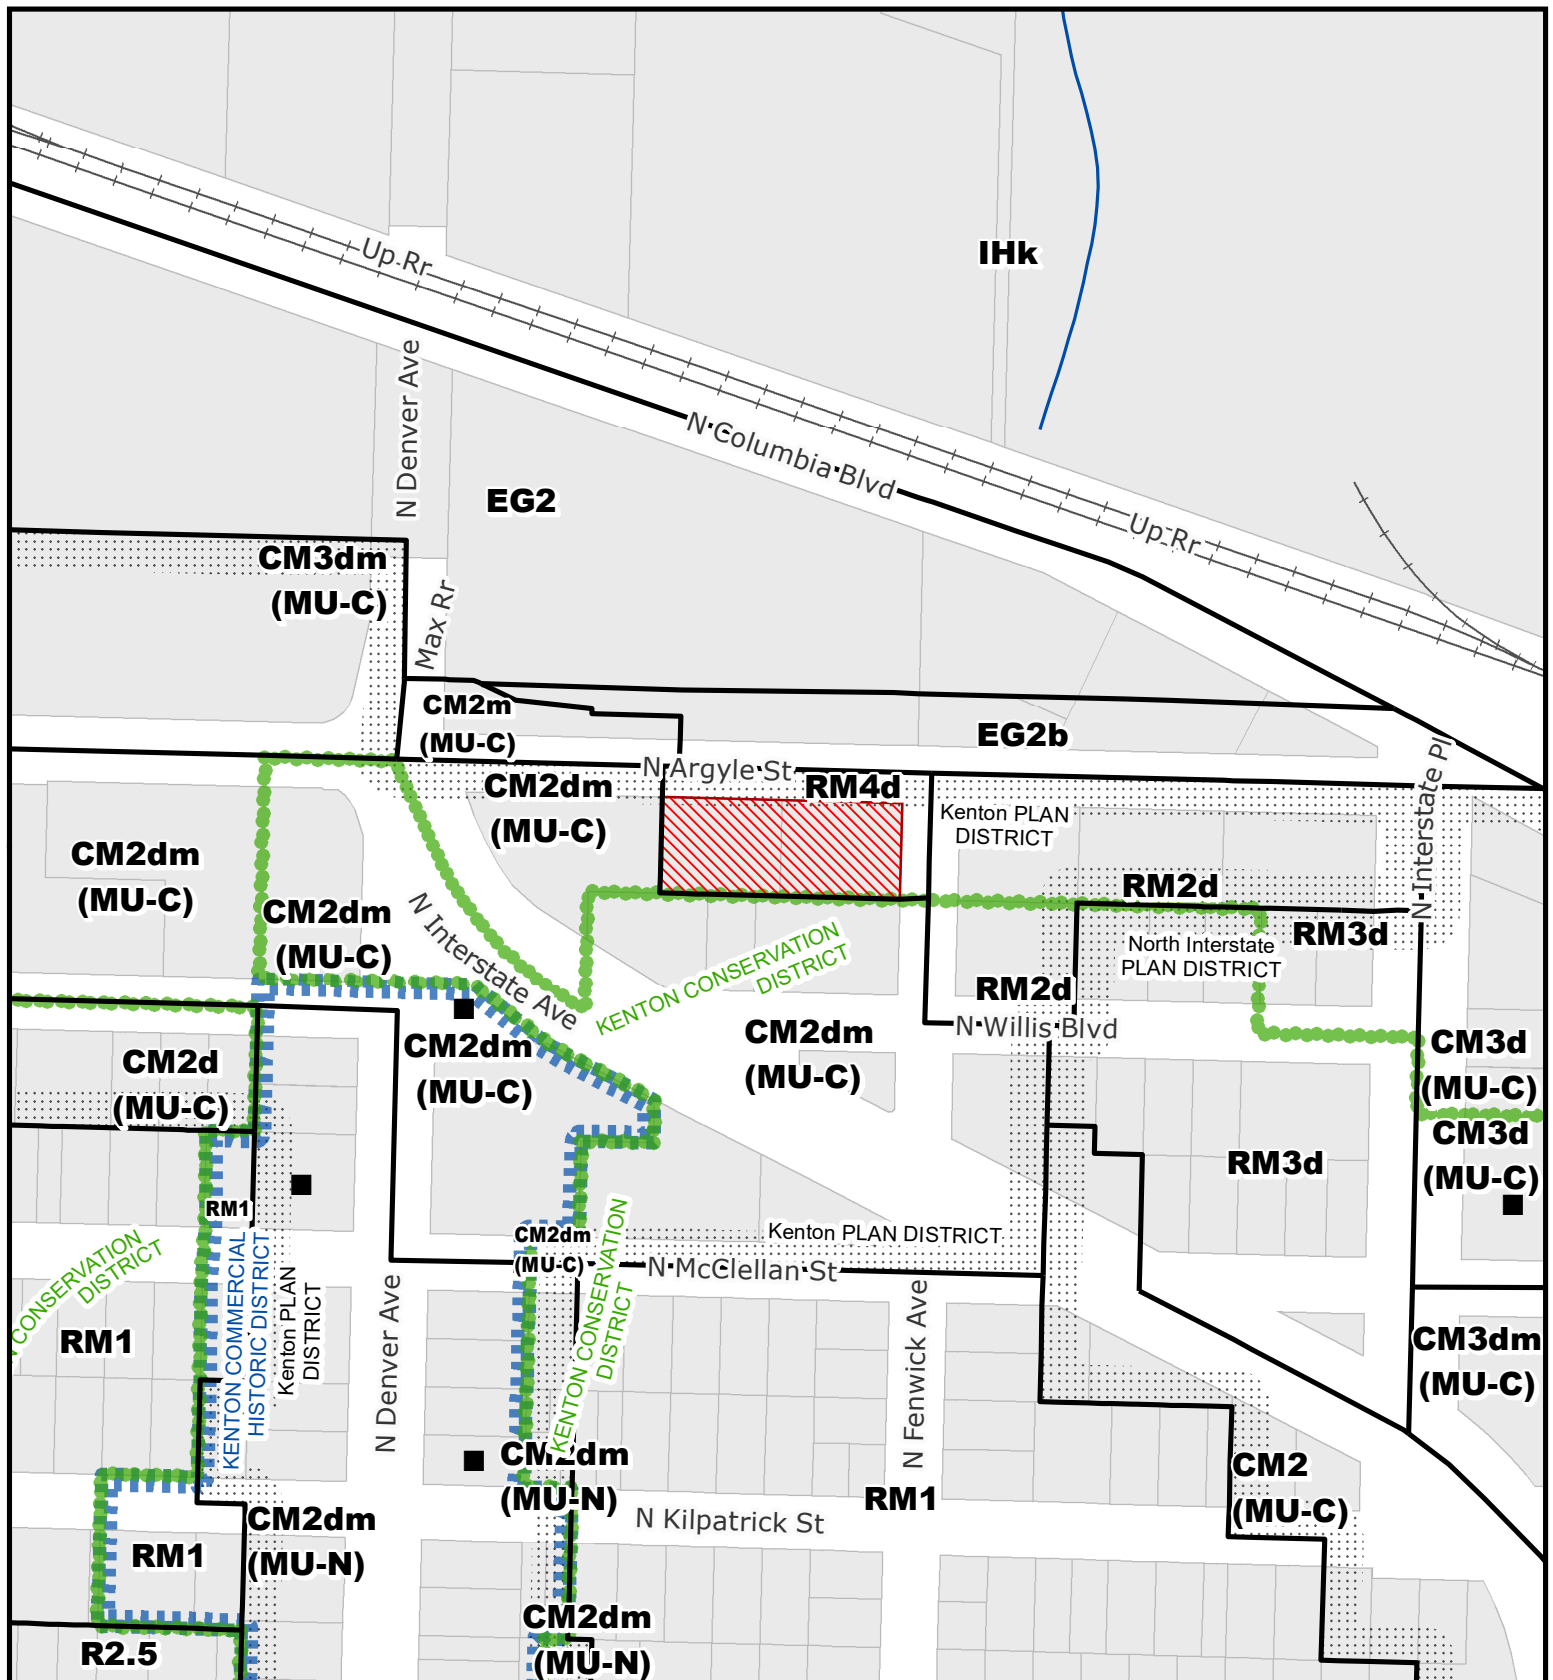 Up Rr
IHk
N Denver Ave
N Columbia Blvd
EG2
Up Rr
CM3dm
(MU-C)
Max Rr
CM2m
(MU-C)
EG2b
N Interstate Pl
N Argyle St
CM2dm
(MU-C)
RM4d
Kenton PLAN
DISTRICT
CM2dm
(MU-C)
RM2d
CM2dm
(MU-C)
N Interstate Ave
KENTON CONSERVATION
DISTRICT
RM3d
North Interstate
PLAN DISTRICT
RM2d
N Willis Blvd
CM2dm
(MU-C)
CM2dm
(MU-C)
CM3d
(MU-C)
CM2d
(MU-C)
CM3d
(MU-C)
RM3d
RM1
CM2dm
(MU-C)
Kenton PLAN DISTRICT
N McClellan St
CONSERVATION
DISTRICT
KENTON COMMERCIAL
HISTORIC DISTRICT
Kenton PLAN
DISTRICT
N Denver Ave
KENTON CONSERVATION
DISTRICT
N Fenwick Ave
RM1
CM3dm
(MU-C)
CM2dm
(MU-N)
RM1
CM2
(MU-C)
N Kilpatrick St
CM2dm
(MU-N)
RM1
CM2dm
(MU-N)
R2.5